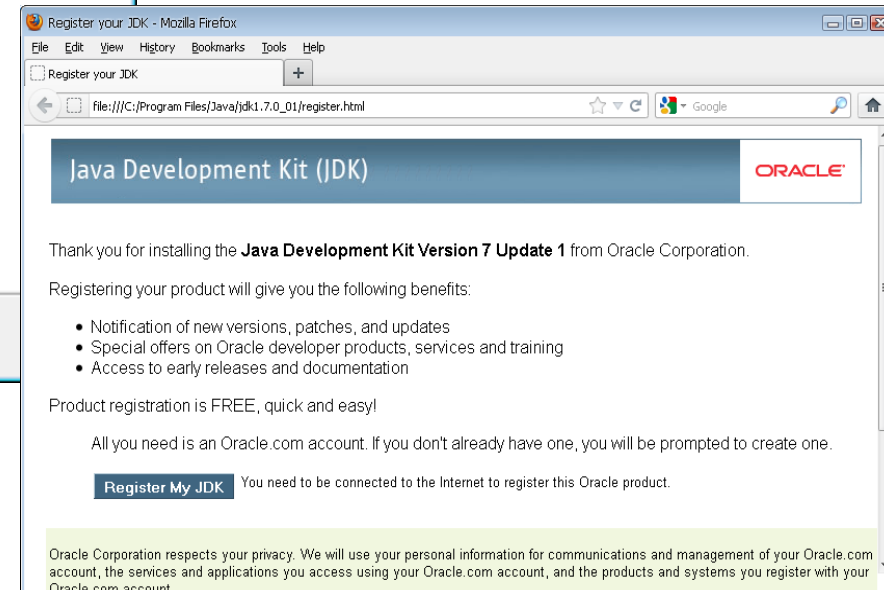 Register your JDK - Mozilla Firefox
File Edit View History Bookmarks Tools Help
Register your JDK
file:///C:/Program Files/Java/jdk1.7.0_01/register.html
Google
Java Development Kit (JDK)
ORACLE
Thank you for installing the Java Development Kit Version 7 Update 1 from Oracle Corporation.
Registering your product will give you the following benefits:
• Notification of new versions, patches, and updates
• Special offers on Oracle developer products, services and training
• Access to early releases and documentation
Product registration is FREE, quick and easy!
All you need is an Oracle.com account. If you don't already have one, you will be prompted to create one.
Register My JDK You need to be connected to the Internet to register this Oracle product.
Oracle Corporation respects your privacy. We will use your personal information for communications and management of your Oracle.com
account, the services and applications you access using your Oracle.com account, and the products and systems you register with your
Oracle.com account